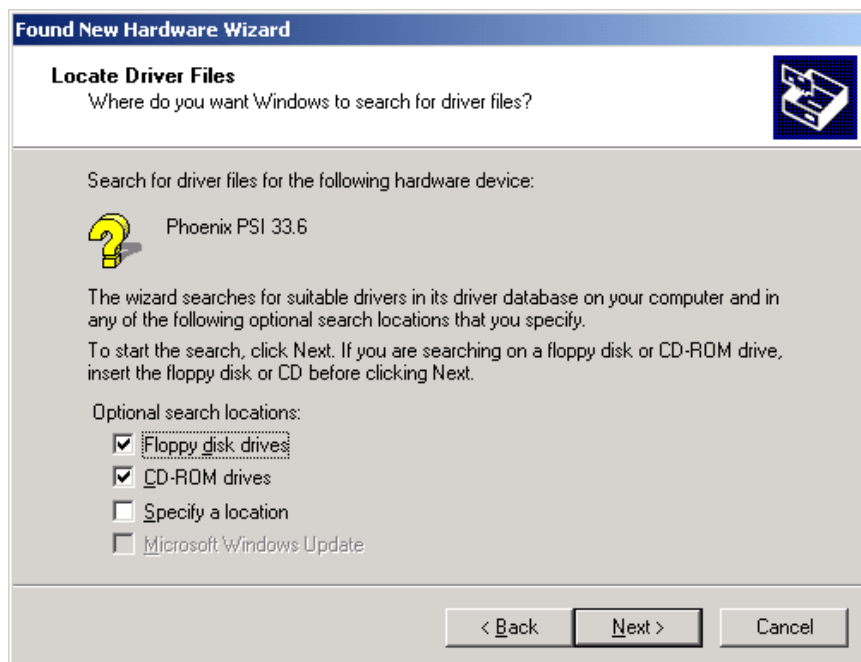 Found New Hardware Wizard
Locate Driver Files
Where do you want Windows to search for driver files?
Search for driver files for the following hardware device:
Phoenix PSI 33.6
The wizard searches for suitable drivers in its driver database on your computer and in
any of the following optional search locations that you specify.
To start the search, click Next. If you are searching on a floppy disk or CD-ROM drive,
insert the floppy disk or CD before clicking Next.
Optional search locations:
Floppy disk drives
CD-ROM drives
Specify a location
Microsoft Windows Update
< Back Next > Cancel